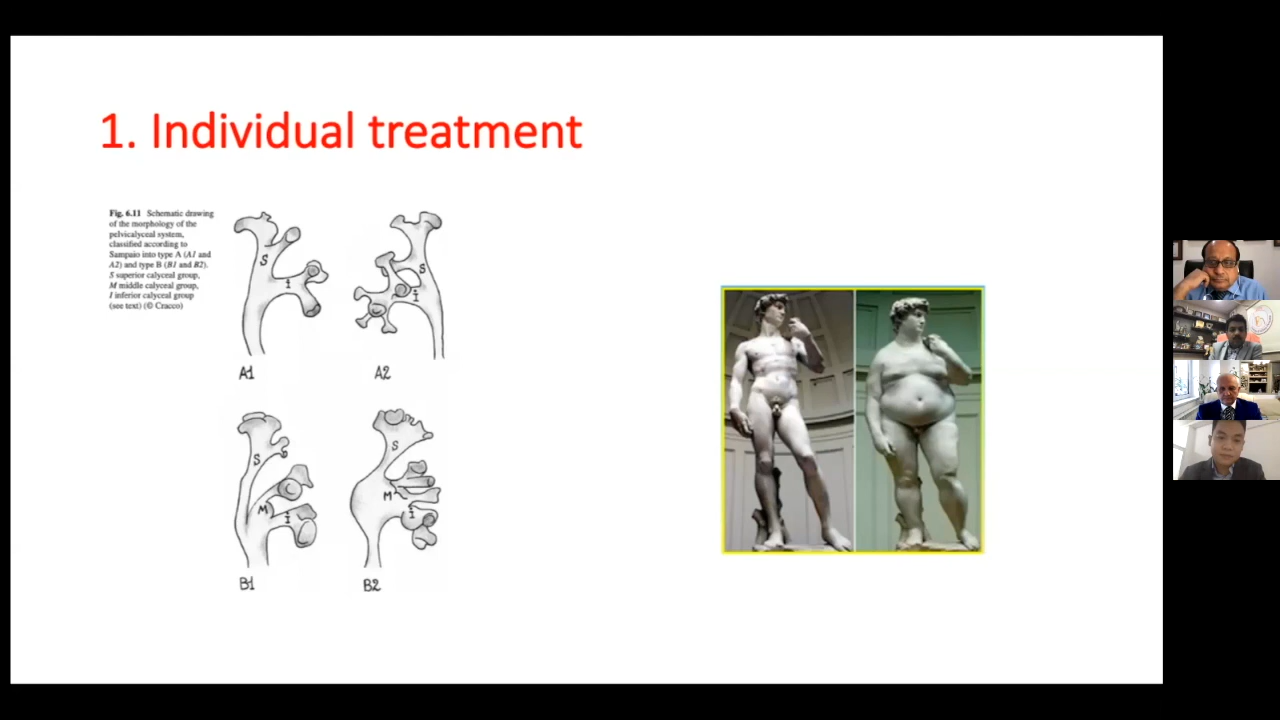 1. Individual treatment
Fig. 6.11 Schematic drawing
of the morphology of the
pelvicalyceal system,
classified according to
Sampaio into type A (A1 and
A2) and type B (B1 and B2).
S superior calyceal group,
M middle calyceal group,
I inferior calyceal group
(see text) (© Cracco)
S
I
A1
S
I
A2
S
M
I
B1
S
M
I
B2